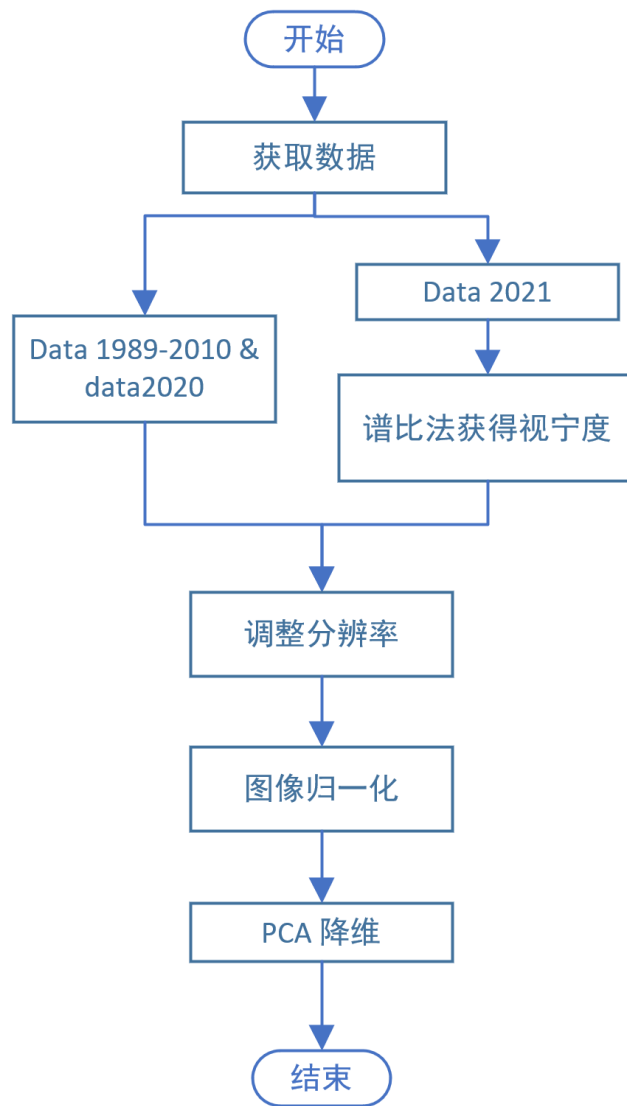 开始
获取数据
Data 2021
Data 1989-2010 &
data2020
谱比法获得视宁度
调整分辨率
图像归一化
PCA 降维
结束